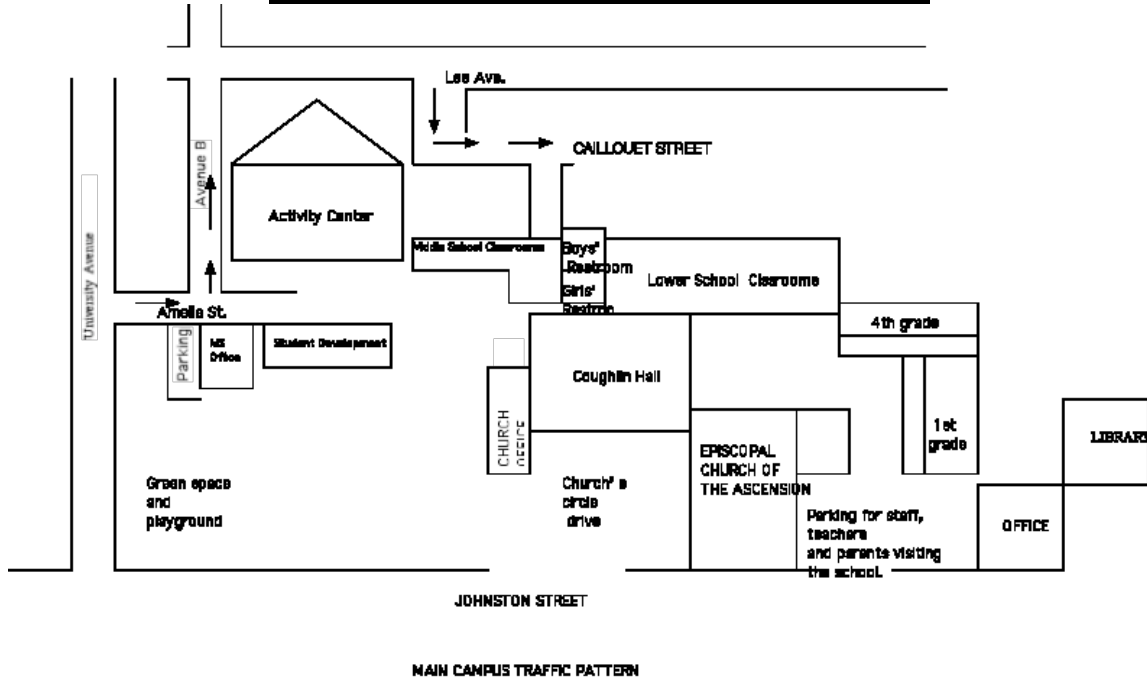 Lee Ave.
CAILLOUET STREET
Avenue B
Activity Center
University Avenue
Middle School Classrooms
Boys'
Restroom
Girls'
Lower School Classrooms
Amelia St.
4th grade
Parking
MS
Office
Student Development
Coughlin Hall
CHURCH
OFFICE
1st
grade
LIBRARY
EPISCOPAL
CHURCH OF
THE ASCENSION
Green space
and
playground
Church's
circle
drive
Parking for staff,
teachers
and parents visiting
the school.
OFFICE
JOHNSTON STREET
MAIN CAMPUS TRAFFIC PATTERN